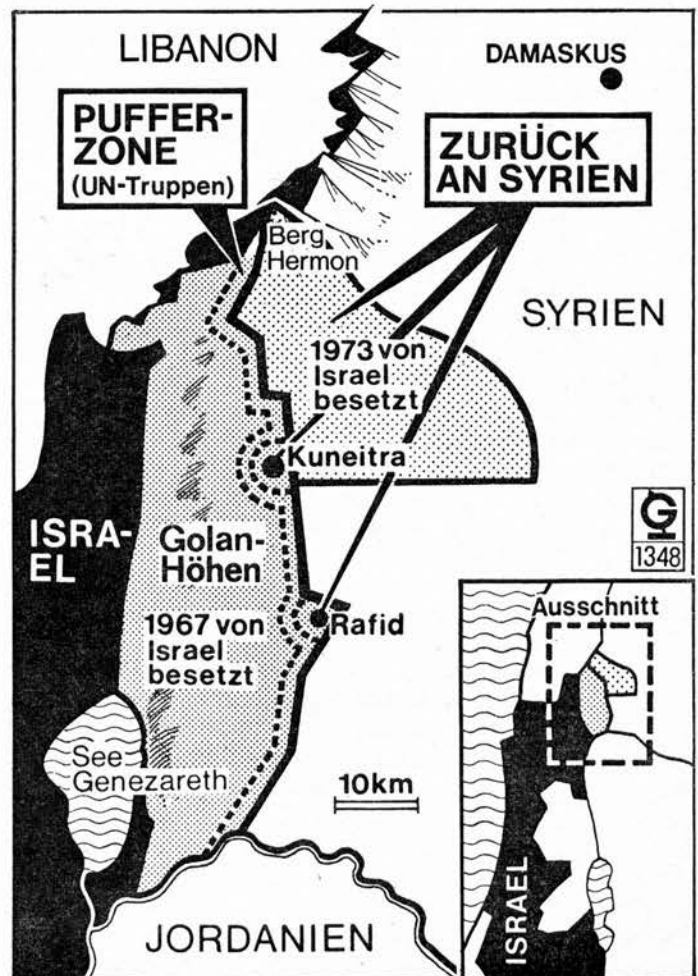 LIBANON
DAMASKUS
PUFFER-
ZONE
(UN-Truppen)
ZURÜCK
AN SYRIEN
Berg
Hermon
SYRIEN
1973 von
Israel
besetzt
Kuneitra
ISRA-
EL
Golan-
Höhen
G
1348
1967 von
Israel
besetzt
Rafid
Ausschnitt
See
Genezareth
10km
ISRAEL
JORDANIEN